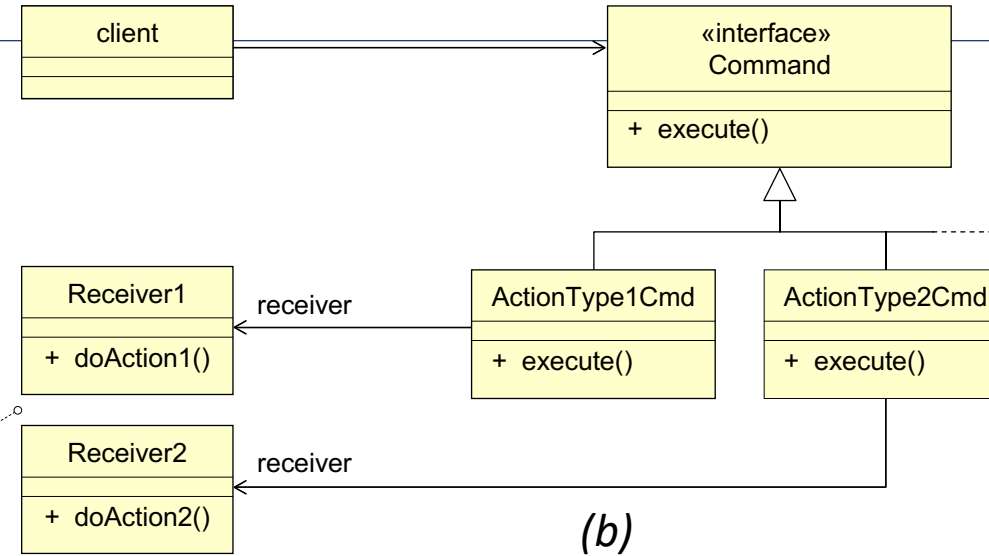 client
«interface»
Command
+ execute()
Receiver1
+ doAction1()
receiver
ActionType1Cmd
+ execute()
ActionType2Cmd
+ execute()
Receiver2
+ doAction2()
receiver
(b)